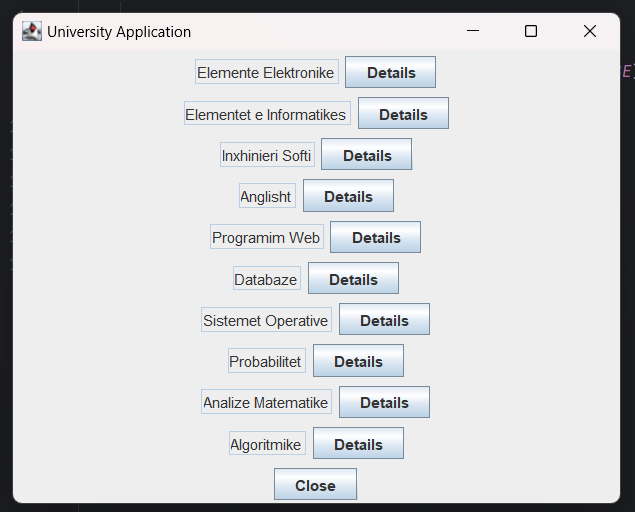 University Application
Elemente Elektronike Details
Elementet e Informatikes Details
Inxhinieri Softi Details
Anglisht Details
Programim Web Details
Databaze Details
Sistemet Operative Details
Probabilitet Details
Analize Matematike Details
Algoritmike Details
Close